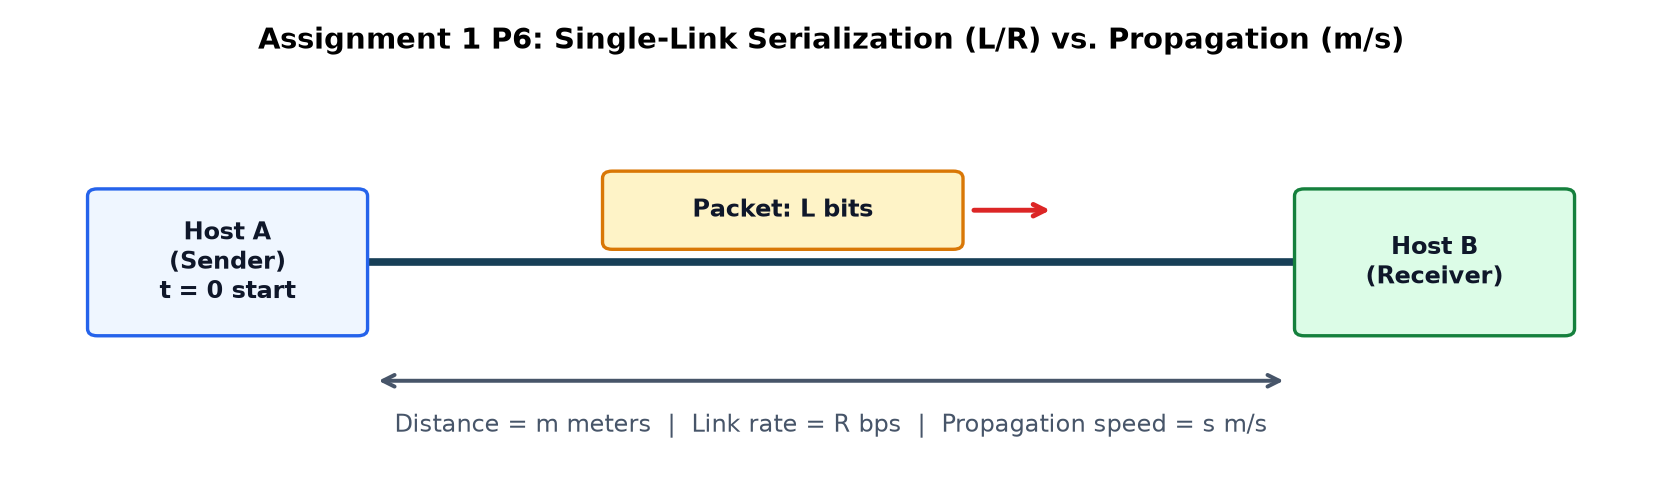 Assignment 1 P6: Single-Link Serialization (L/R) vs. Propagation (m/s)
Packet: L bits
Host A
(Sender)
t = 0 start
Host B
(Receiver)
Distance = m meters | Link rate = R bps | Propagation speed = s m/s